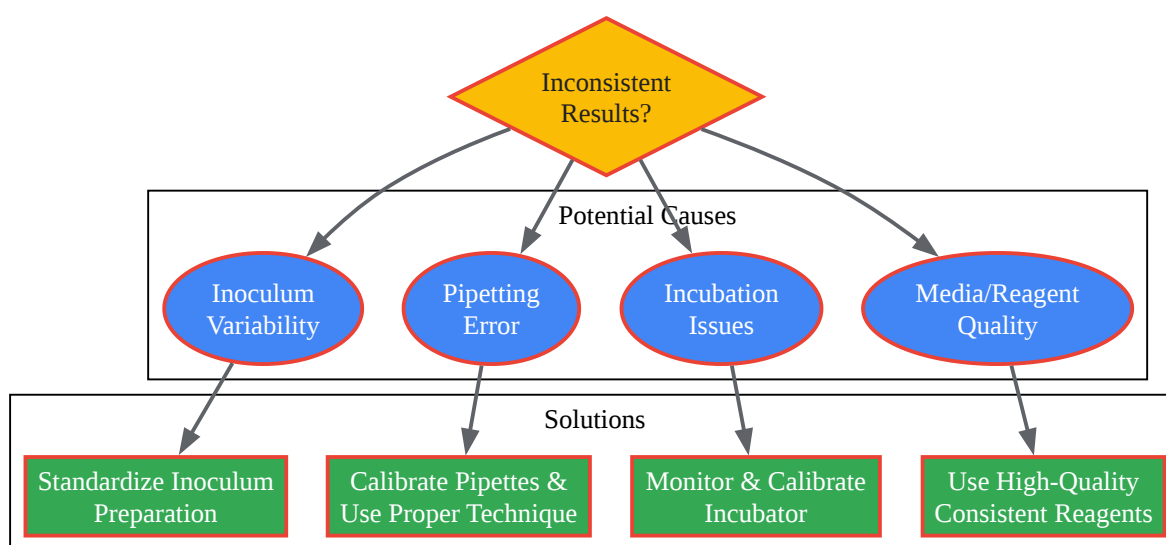 Inconsistent
Results?
Potential Causes
Inoculum
Variability
Pipetting
Error
Incubation
Issues
Media/Reagent
Quality
Solutions
Standardize Inoculum
Preparation
Calibrate Pipettes &
Use Proper Technique
Monitor & Calibrate
Incubator
Use High-Quality
Consistent Reagents